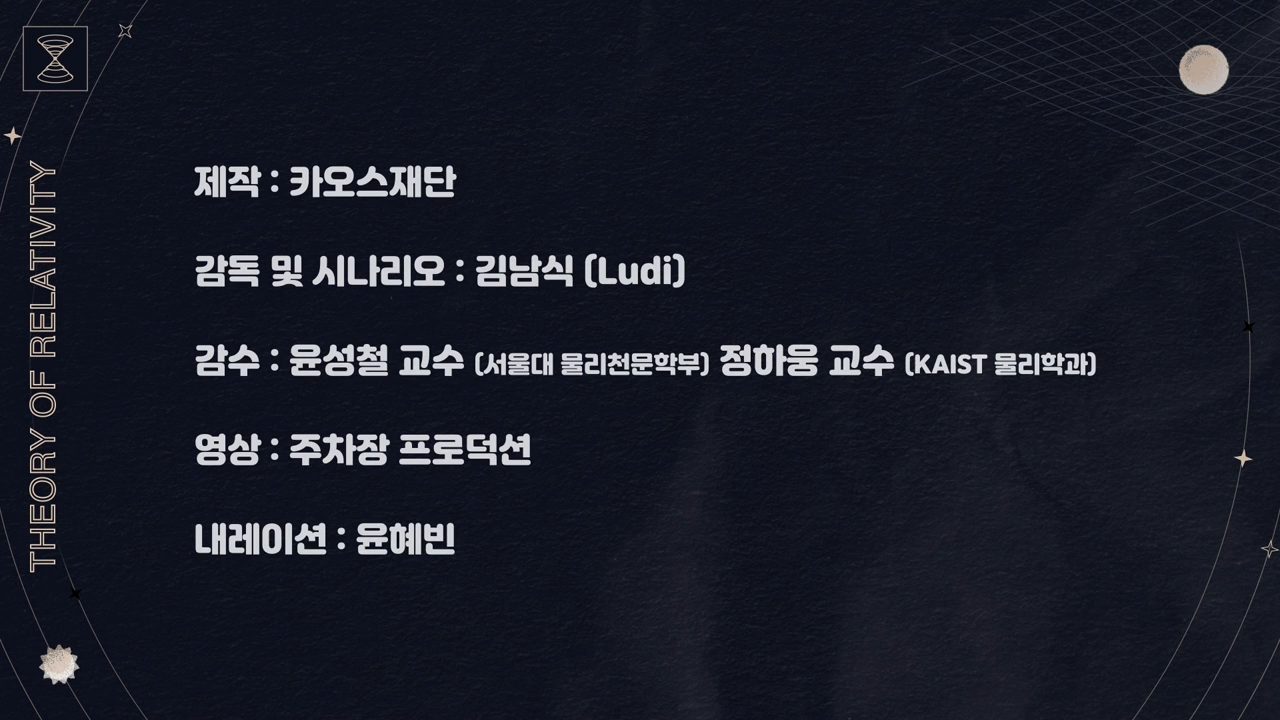 THEORY OF RELATIVITY
제작 : 카오스재단
감독 및 시나리오 : 김남식 (Ludi)
감수 : 윤성철 교수 (서울대 물리천문학부) 정하웅 교수 (KAIST 물리학과)
영상 : 주차장 프로덕션
내레이션 : 윤혜빈